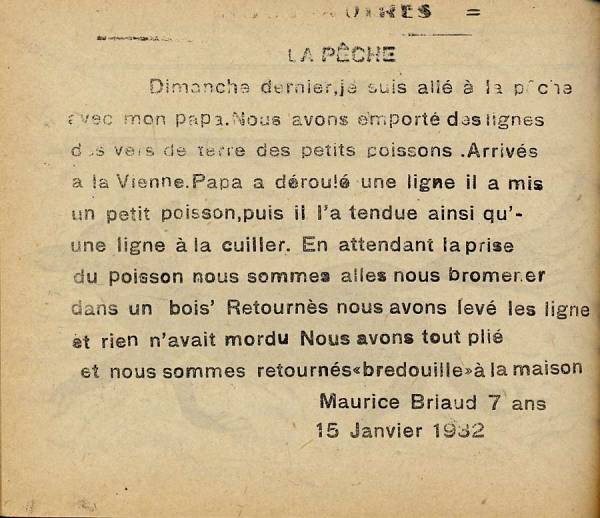 =
LA PÊCHE
Dimanche dernier,je suis allé à la pêche
avec mon papa.Nous avons emporté des lignes
des vers de terre des petits poissons .Arrivés
a la Vienne.Papa a déroulé une ligne il a mis
un petit poisson,puis il l'a tendue ainsi qu'-
une ligne à la cuiller. En attendant la prise
du poisson nous sommes alles nous bromener
dans un bois' Retournès nous avons levé les ligne
et rien n'avait mordu Nous avons tout plié
et nous sommes retournés«bredouille»à la maison
Maurice Briaud 7 ans
15 Janvier 1932